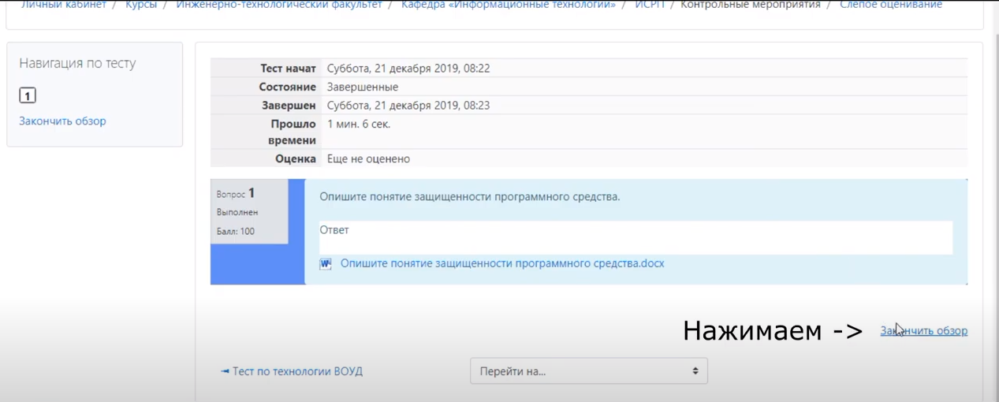 Личный кабинет / Курсы / Инженерно-технологический факультет / Кафедра «Информационные технологии» / ИСРП / Контрольные мероприятия / Слепое оценивание
Навигация по тесту
1
Закончить обзор
Тест начат Суббота, 21 декабря 2019, 08:22
Состояние Завершенные
Завершен Суббота, 21 декабря 2019, 08:23
Прошло 1 мин. 6 сек.
времени
Оценка Еще не оценено
Вопрос 1
Выполнен
Балл: 100
Опишите понятие защищенности программного средства.
Ответ
Опишите понятие защищенности программного средства.docx
Нажимаем -> Закончить обзор
◄ Тест по технологии ВОУД
Перейти на...